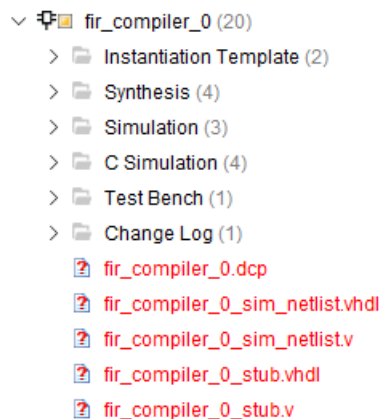 fir_compiler_0 (20)
Instantiation Template (2)
Synthesis (4)
Simulation (3)
C Simulation (4)
Test Bench (1)
Change Log (1)
fir_compiler_0.dcp
fir_compiler_0_sim_netlist.vhdl
fir_compiler_0_sim_netlist.v
fir_compiler_0_stub.vhdl
fir_compiler_0_stub.v